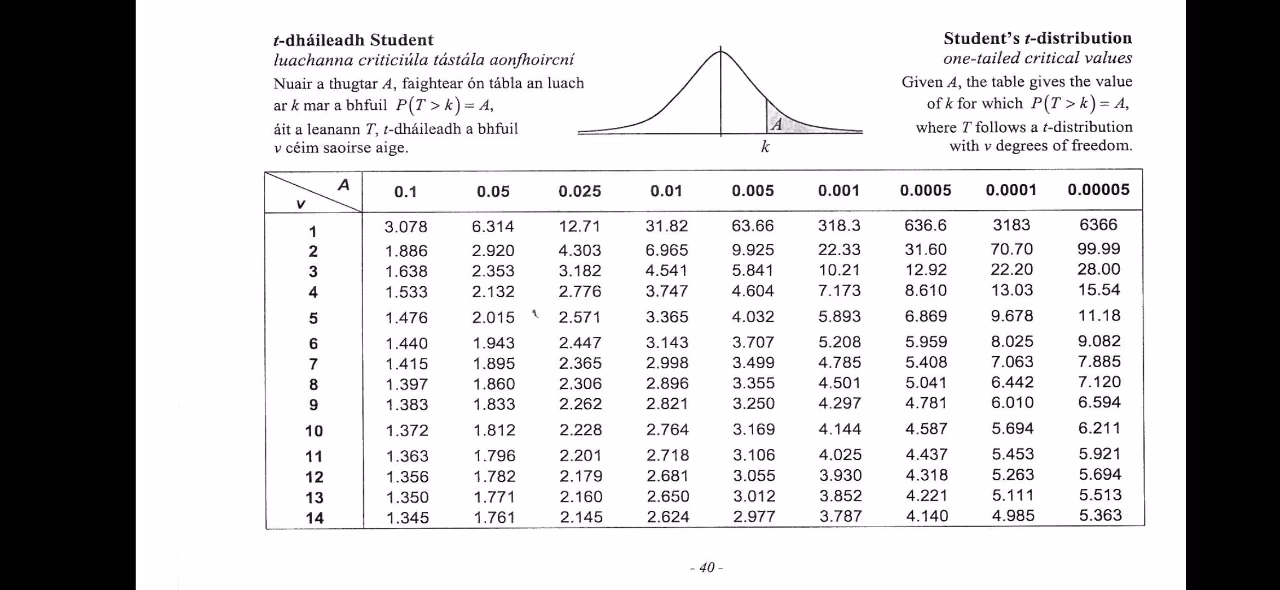 t-dháileadh Student
luachanna criticiúla tástála aonfhoircní
Nuair a thugtar A, faightear ón tábla an luach
ar k mar a bhfuil P(T > k) = A,
áit a leanann T, t-dháileadh a bhfuil
v céim saoirse aige.
A
k
Student's t-distribution
one-tailed critical values
Given A, the table gives the value
of k for which P(T > k) = A,
where T follows a t-distribution
with v degrees of freedom.
v A 0.1 0.05 0.025 0.01 0.005 0.001 0.0005 0.0001 0.00005
1 3.078 6.314 12.71 31.82 63.66 318.3 636.6 3183 6366
2 1.886 2.920 4.303 6.965 9.925 22.33 31.60 70.70 99.99
3 1.638 2.353 3.182 4.541 5.841 10.21 12.92 22.20 28.00
4 1.533 2.132 2.776 3.747 4.604 7.173 8.610 13.03 15.54
5 1.476 2.015 2.571 3.365 4.032 5.893 6.869 9.678 11.18
6 1.440 1.943 2.447 3.143 3.707 5.208 5.959 8.025 9.082
7 1.415 1.895 2.365 2.998 3.499 4.785 5.408 7.063 7.885
8 1.397 1.860 2.306 2.896 3.355 4.501 5.041 6.442 7.120
9 1.383 1.833 2.262 2.821 3.250 4.297 4.781 6.010 6.594
10 1.372 1.812 2.228 2.764 3.169 4.144 4.587 5.694 6.211
11 1.363 1.796 2.201 2.718 3.106 4.025 4.437 5.453 5.921
12 1.356 1.782 2.179 2.681 3.055 3.930 4.318 5.263 5.694
13 1.350 1.771 2.160 2.650 3.012 3.852 4.221 5.111 5.513
14 1.345 1.761 2.145 2.624 2.977 3.787 4.140 4.985 5.363
- 40 -